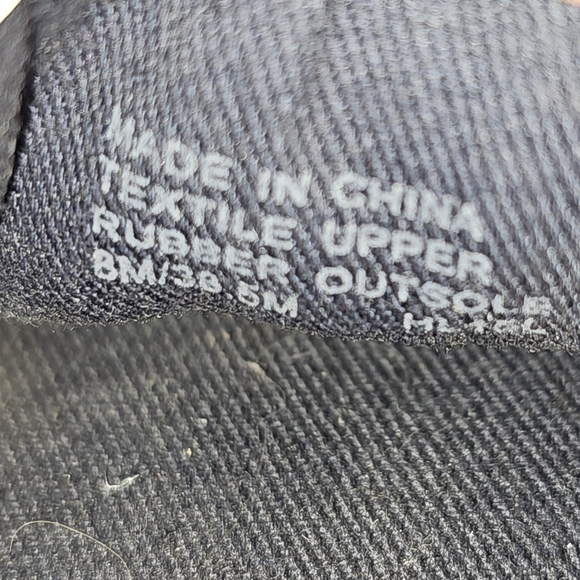 MADE IN CHINA
TEXTILE UPPER
RUBBER OUTSOLE
8M/38.5M